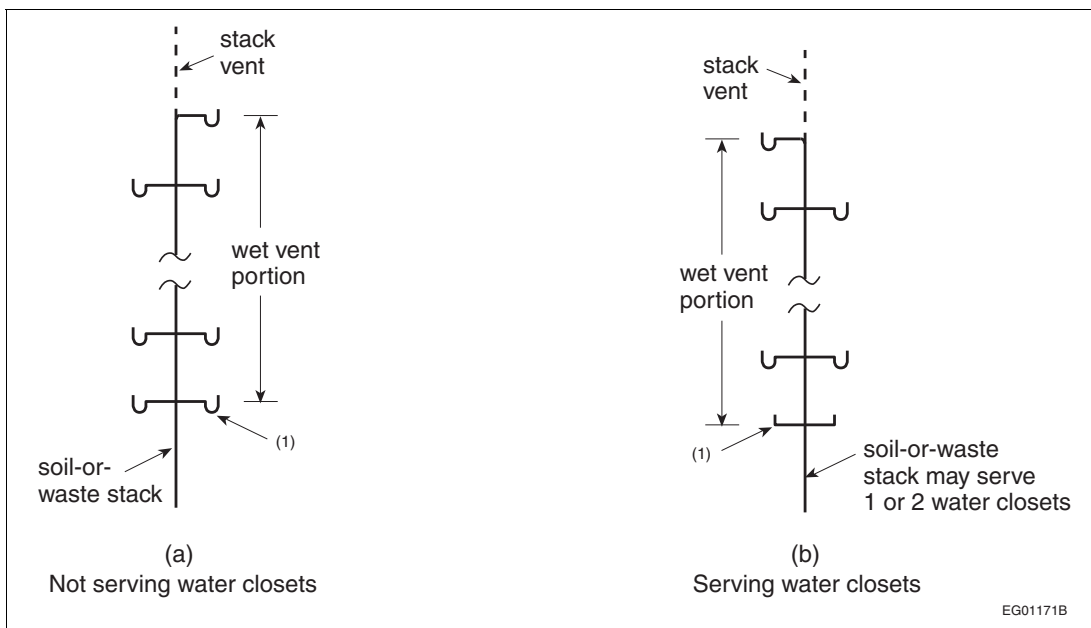 stack
vent
wet vent
portion
(1)
soil-or-
waste stack
(a)
Not serving water closets
stack
vent
wet vent
portion
(1)
soil-or-waste
stack may serve
1 or 2 water closets
(b)
Serving water closets
EG01171B